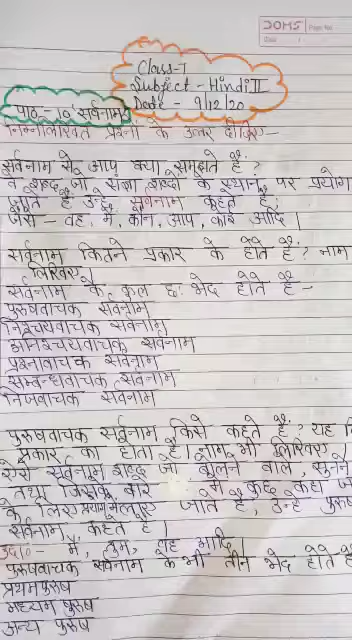 DOMS Page No.
Date
Class-7
Subject - Hindi II
Date - 9/12/20
पाठ - 10 सर्वनाम
निम्नलिखित प्रश्नों के उत्तर दीजिए-
सर्वनाम से आप क्या समझते हैं ?
वे शब्द जो संज्ञा शब्दों के स्थान पर प्रयोग
जाते हैं उन्हें सर्वनाम कहते हैं।
जैसे - वह, मैं, कौन, आप, कोई आदि।
सर्वनाम कितने प्रकार के होते हैं ? नाम
लिखिए।
सर्वनाम के कुल छः भेद होते हैं-
पुरुषवाचक सर्वनाम
निश्चयवाचक सर्वनाम
अनिश्चयवाचक सर्वनाम
प्रश्नवाचक सर्वनाम
सम्बन्धवाचक सर्वनाम
निजवाचक सर्वनाम
पुरुषवाचक सर्वनाम किसे कहते हैं ? यह
प्रकार का होता है। नाम भी लिखिए
ऐसे सर्वनाम शब्द जो बोलने वाले, सुनने
तथा जिसके बारे में कुछ कहा जा
के लिए प्रयोग में लाए जाते हैं, उन्हें पुरुष
सर्वनाम कहते हैं।
उदा०- मैं, तुम, वह आदि।
पुरुषवाचक सर्वनाम के भी तीन भेद होते हैं
प्रथम पुरुष
मध्यम पुरुष
अन्य पुरुष